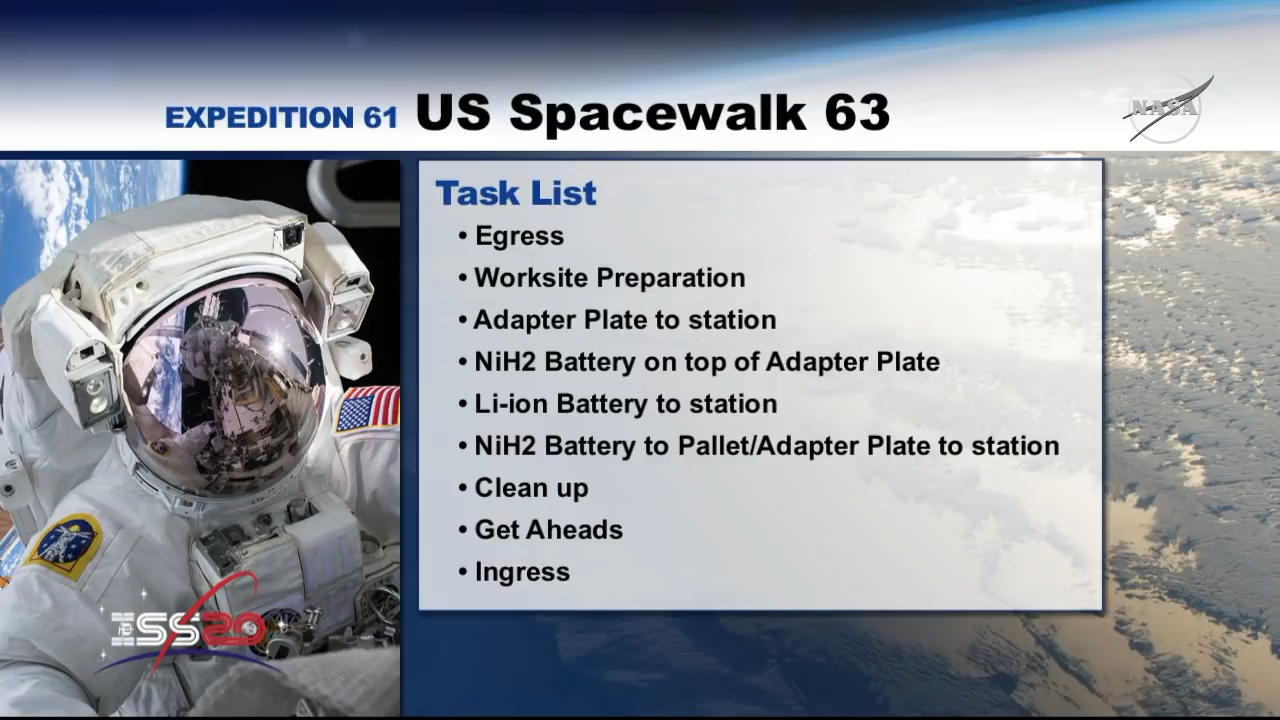 EXPEDITION 61 US Spacewalk 63
NASA
Task List
• Egress
• Worksite Preparation
• Adapter Plate to station
• NiH2 Battery on top of Adapter Plate
• Li-ion Battery to station
• NiH2 Battery to Pallet/Adapter Plate to station
• Clean up
• Get Aheads
• Ingress
ISS20